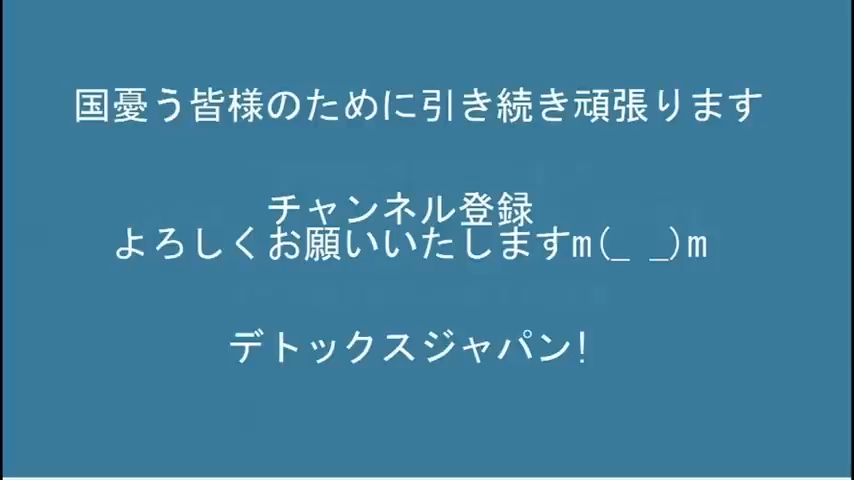 国憂う皆様のために引き続き頑張ります
チャンネル登録
よろしくお願いいたしますm(_ _)m
デトックスジャパン!